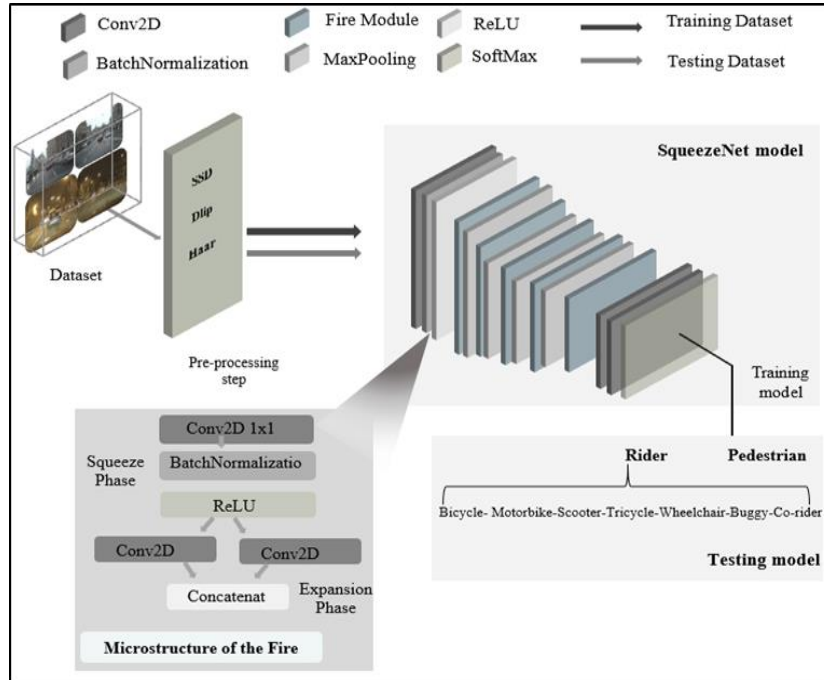 Conv2D
Fire Module
ReLU
Training Dataset
BatchNormalization
MaxPooling
SoftMax
Testing Dataset
SqueezeNet model
SSD
Dlip
Haar
Dataset
Pre-processing
step
Training
model
Conv2D 1x1
Squeeze
Phase
BatchNormalizatio
ReLU
Conv2D
Conv2D
Concatenat
Expansion
Phase
Microstructure of the Fire
Rider
Pedestrian
Bicycle- Motorbike-Scooter-Tricycle-Wheelchair-Buggy-Co-rider
Testing model